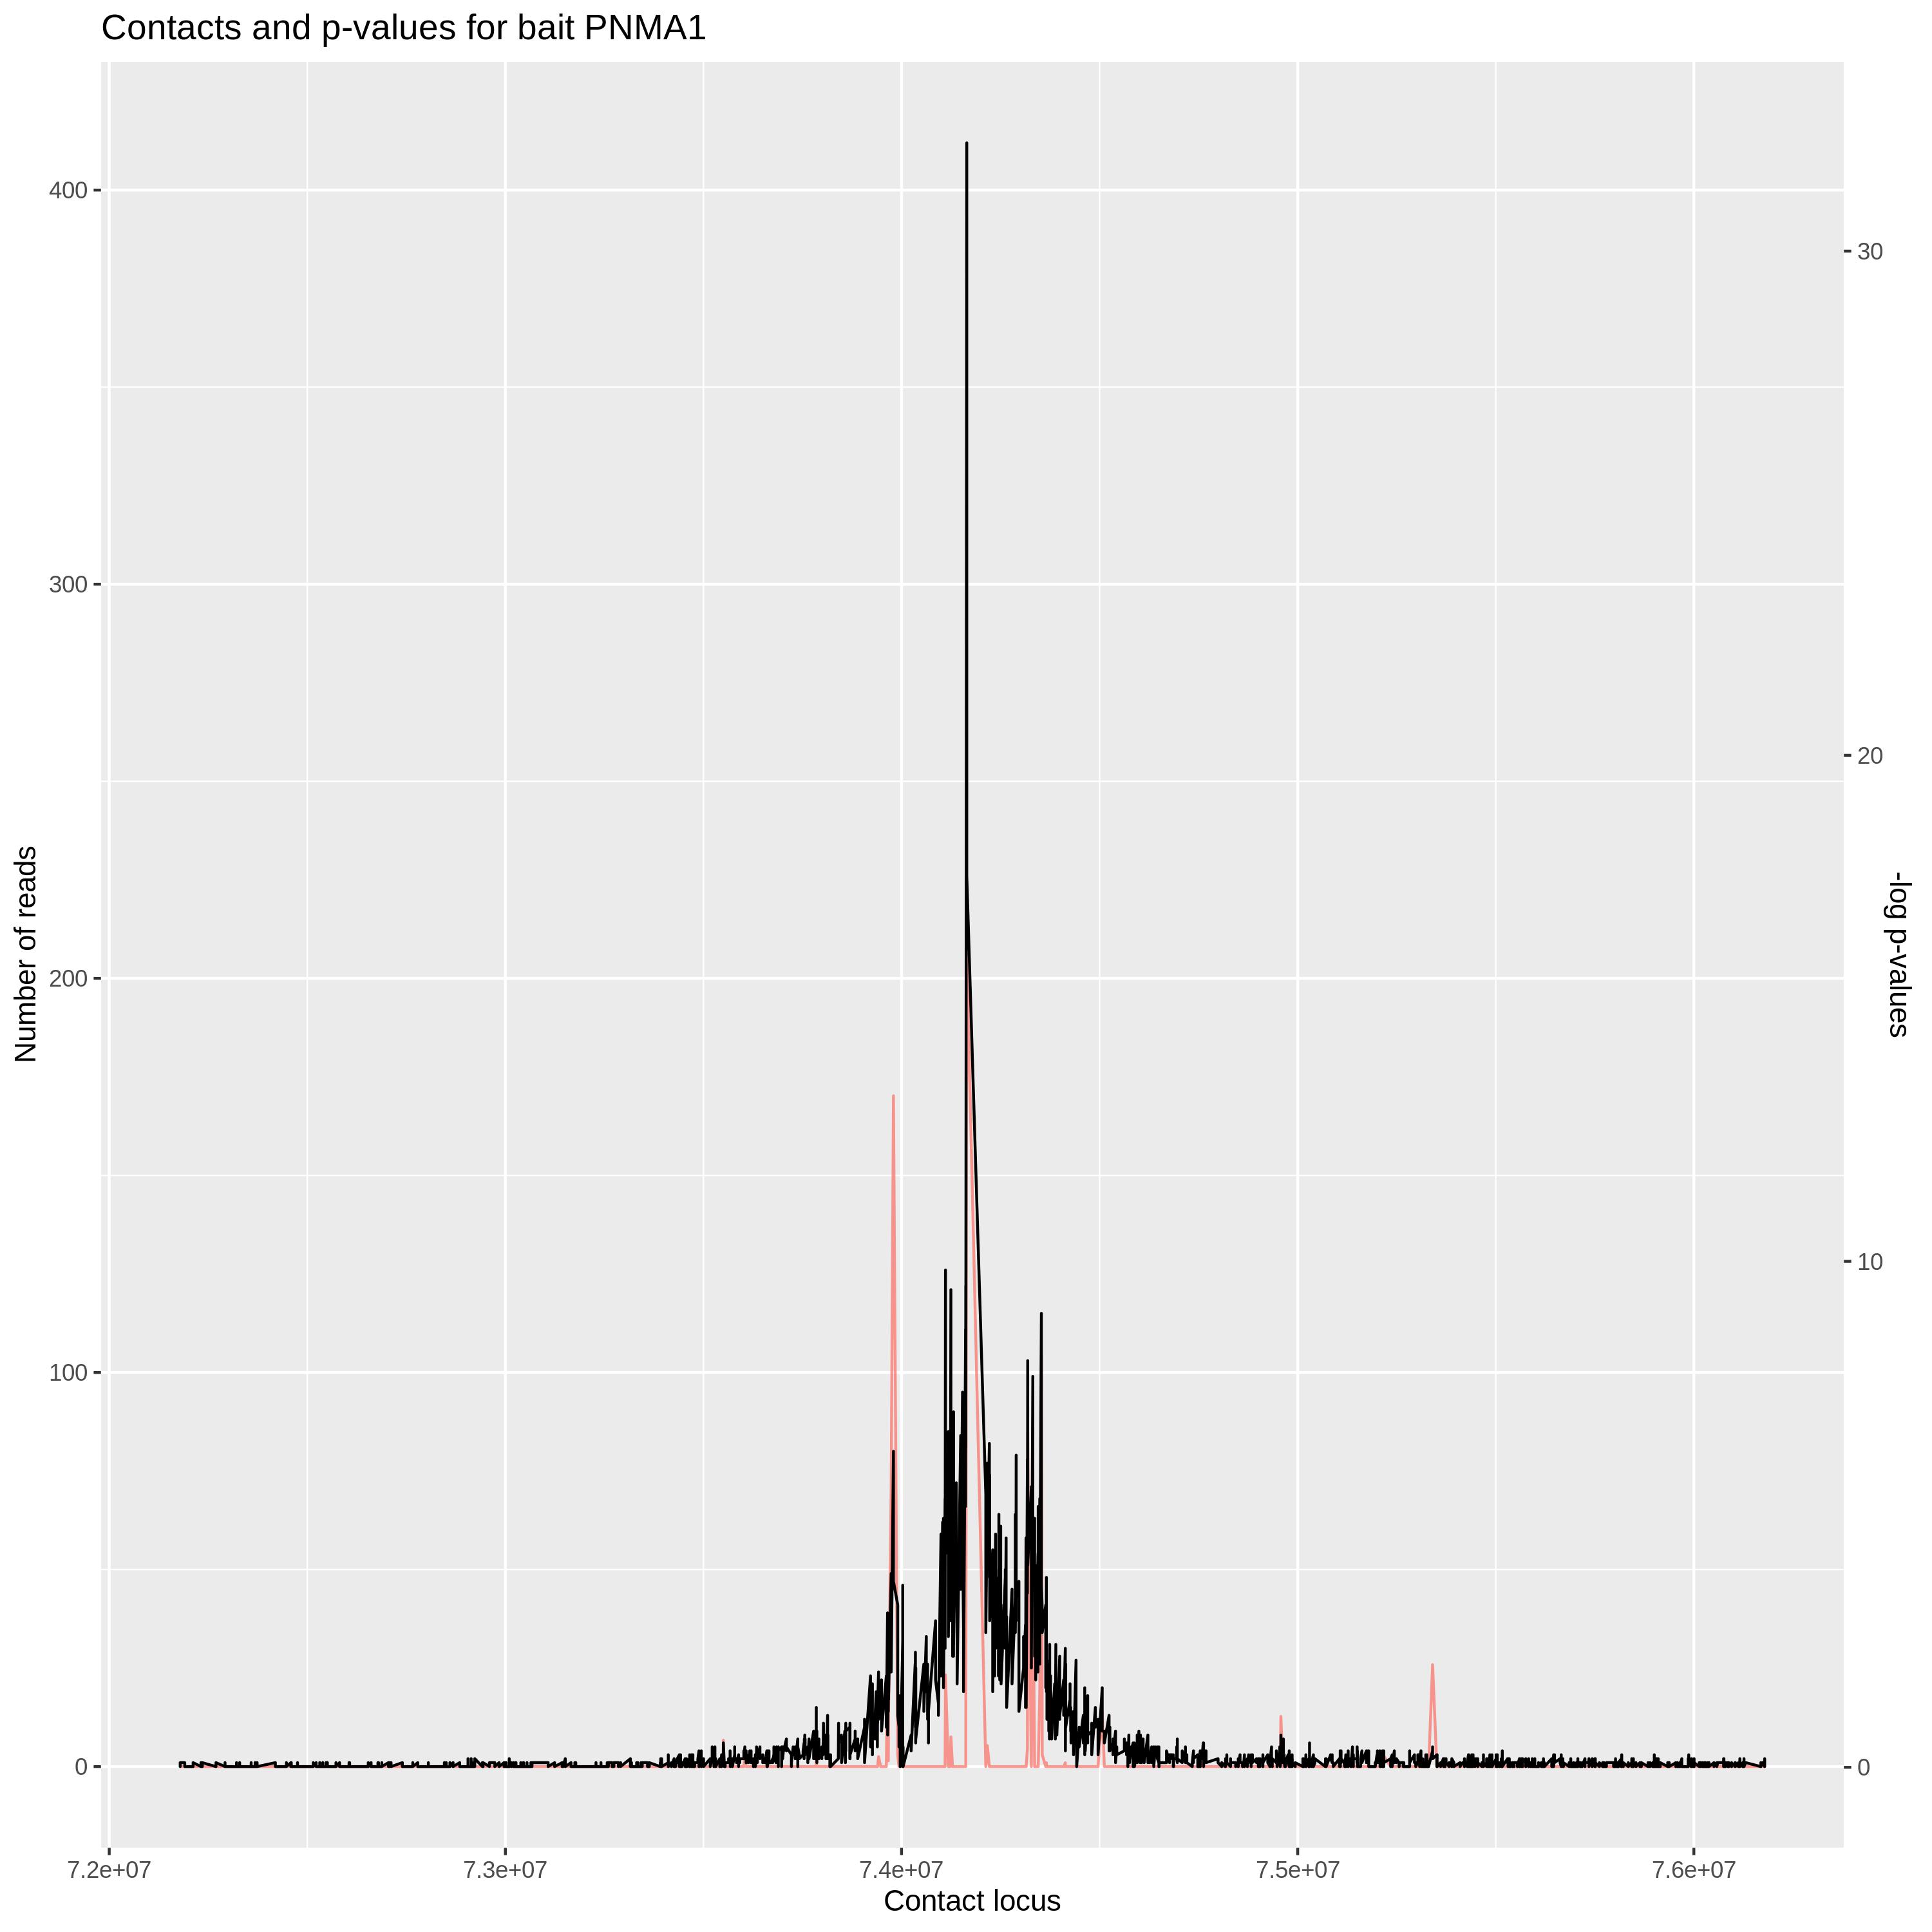 Contacts and p-values for bait PNMA1
400
300
200
100
0
30
20
10
0
Number of reads
-log p-values
7.2e+07 7.3e+07 7.4e+07 7.5e+07 7.6e+07
Contact locus